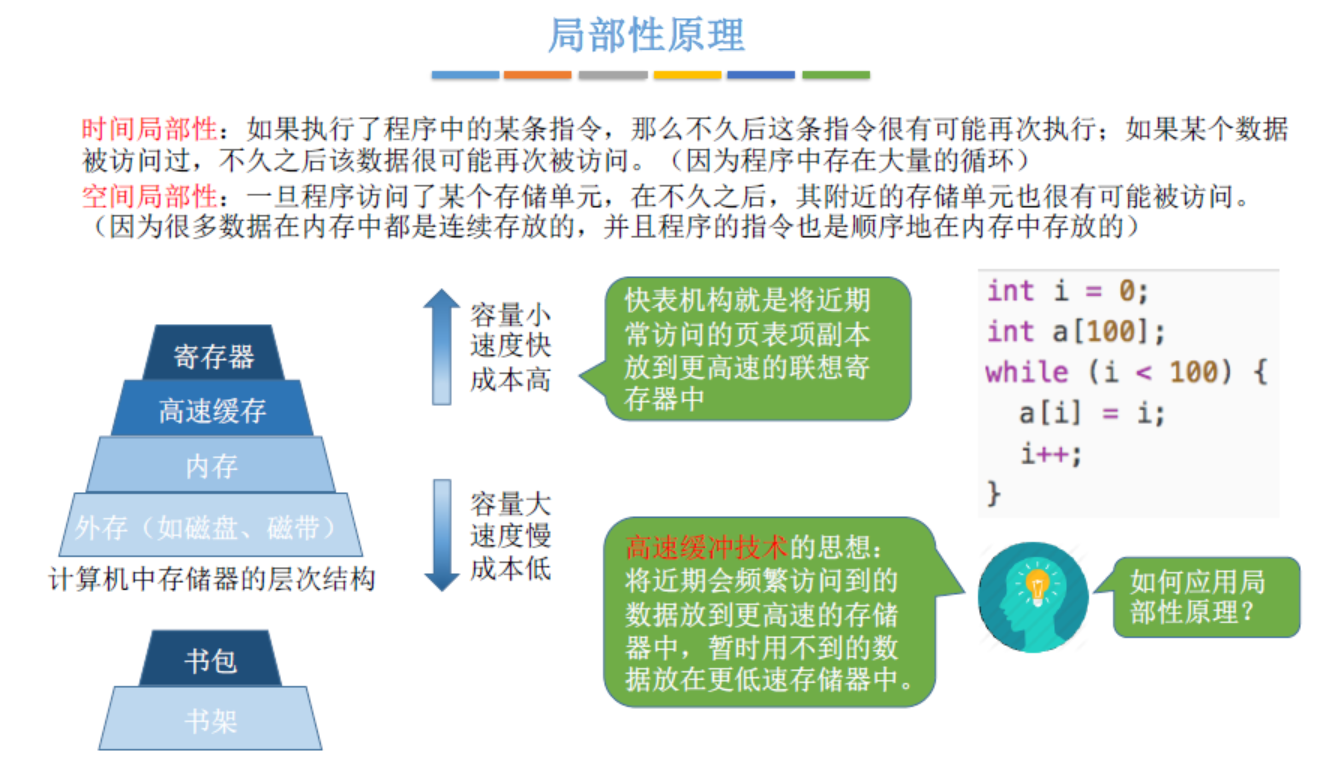 局部性原理
时间局部性：如果执行了程序中的某条指令，那么不久后这条指令很有可能再次执行；如果某个数据
被访问过，不久之后该数据很可能再次被访问。（因为程序中存在大量的循环）
空间局部性：一旦程序访问了某个存储单元，在不久之后，其附近的存储单元也很有可能被访问。
（因为很多数据在内存中都是连续存放的，并且程序的指令也是顺序地在内存中存放的）
寄存器
高速缓存
内存
外存（如磁盘、磁带）
计算机中存储器的层次结构
书包
书架
容量小
速度快
成本高
容量大
速度慢
成本低
快表机构就是将近期
常访问的页表项副本
放到更高速的联想寄
存器中
高速缓冲技术的思想：
将近期会频繁访问到的
数据放到更高速的存储
器中，暂时用不到的数
据放在更低速存储器中。
int i = 0;
int a[100];
while (i < 100) {
  a[i] = i;
  i++;
}
如何应用局
部性原理？